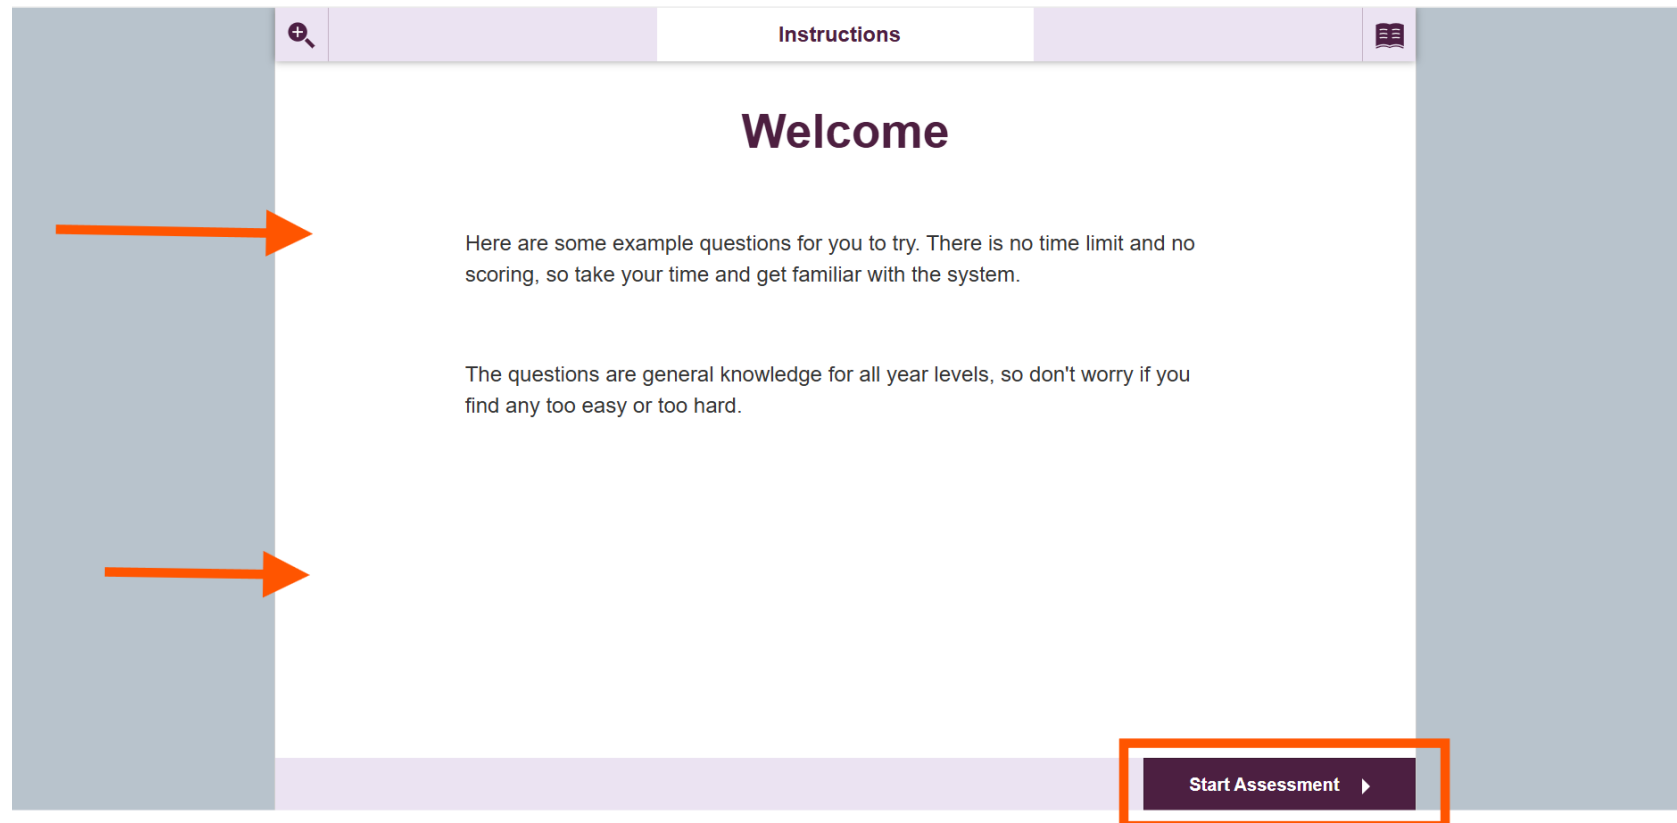 Instructions
Welcome
Here are some example questions for you to try. There is no time limit and no
scoring, so take your time and get familiar with the system.
The questions are general knowledge for all year levels, so don't worry if you
find any too easy or too hard.
Start Assessment